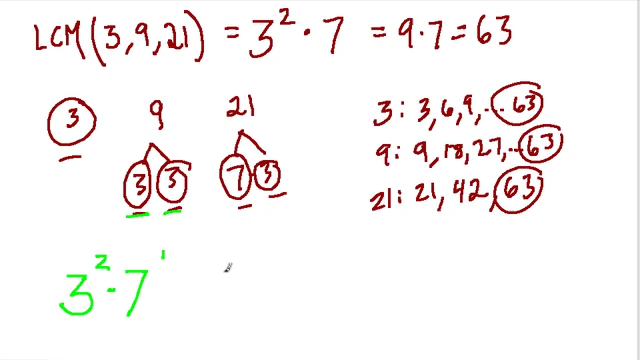 LCM(3,9,21) = 3² · 7 = 9·7 = 63
3 9 21
3 3 7 3
3 : 3,6,9, ... 63
9 : 9, 18, 27, ... 63
21 : 21, 42, 63
3² · 7¹